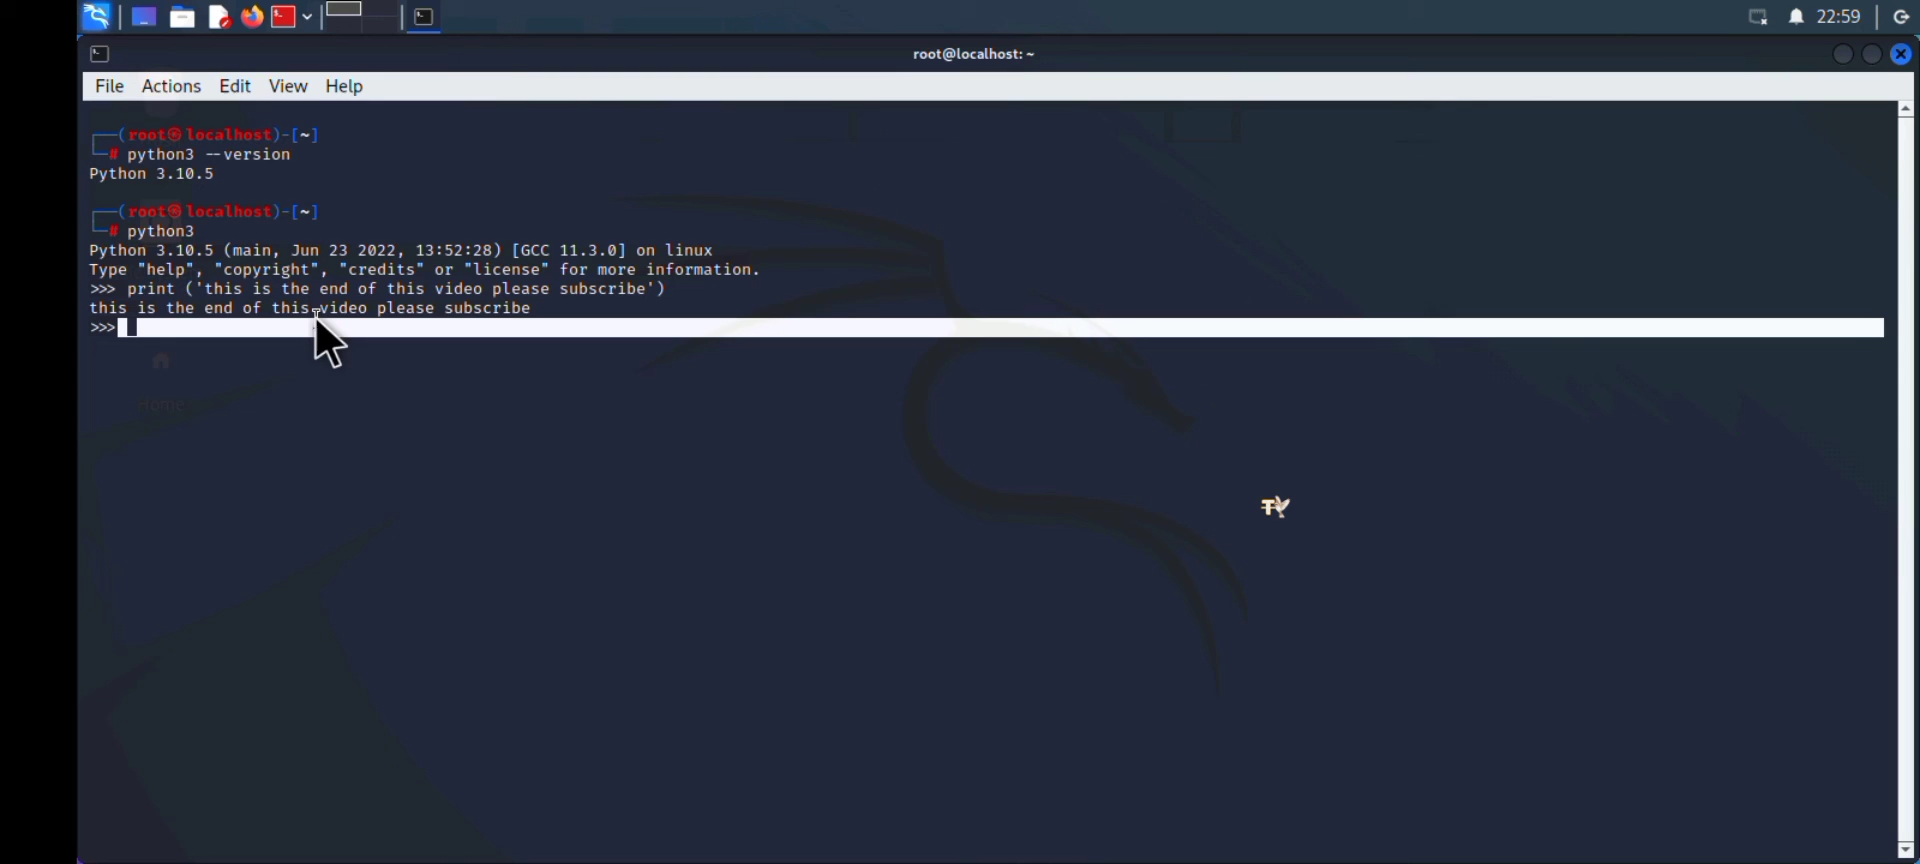 22:59
root@localhost: ~
File Actions Edit View Help
┌──(root㉿localhost)-[~]
└─# python3 --version
Python 3.10.5
┌──(root㉿localhost)-[~]
└─# python3
Python 3.10.5 (main, Jun 23 2022, 13:52:28) [GCC 11.3.0] on linux
Type "help", "copyright", "credits" or "license" for more information.
>>> print ('this is the end of this video please subscribe')
this is the end of this video please subscribe
>>>
Home